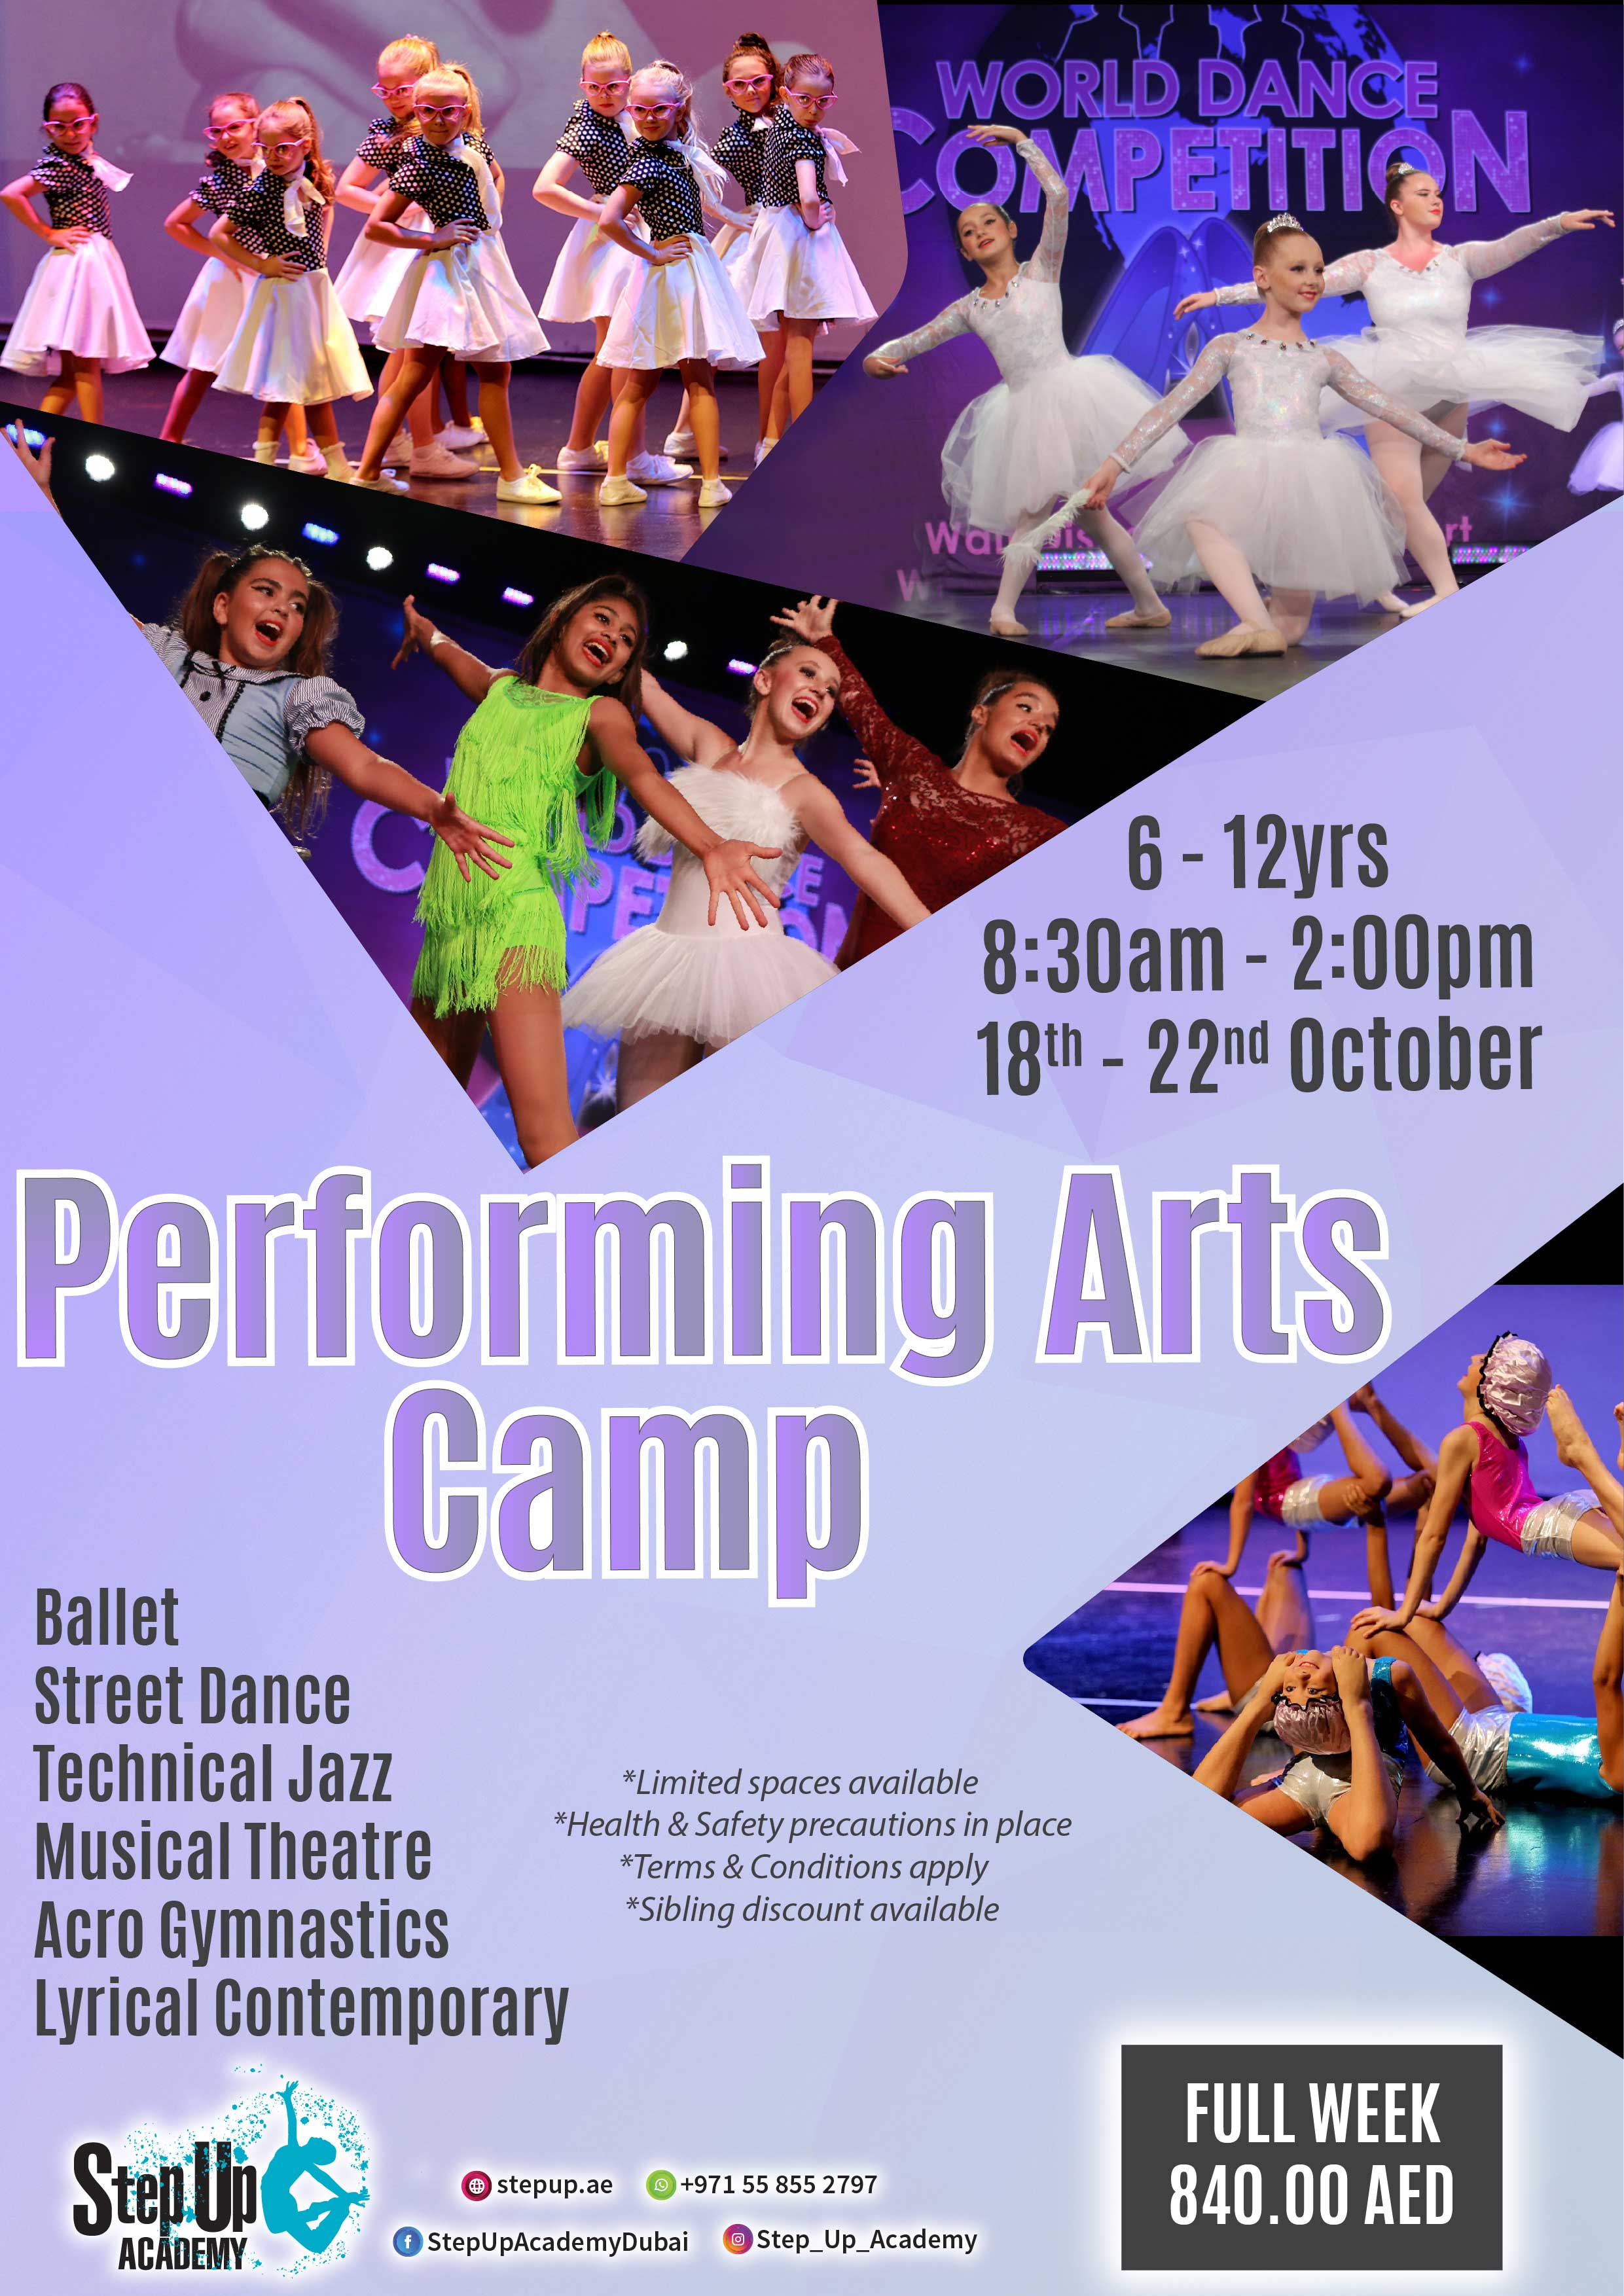 WORLD DANCE
COMPETITION
6 - 12yrs
8:30am - 2:00pm
18th - 22nd October
Performing Arts
Camp
Ballet
Street Dance
Technical Jazz
Musical Theatre
Acro Gymnastics
Lyrical Contemporary
*Limited spaces available
*Health & Safety precautions in place
*Terms & Conditions apply
*Sibling discount available
Step Up
ACADEMY
stepup.ae
+971 55 855 2797
StepUpAcademyDubai
Step_Up_Academy
FULL WEEK
840.00 AED